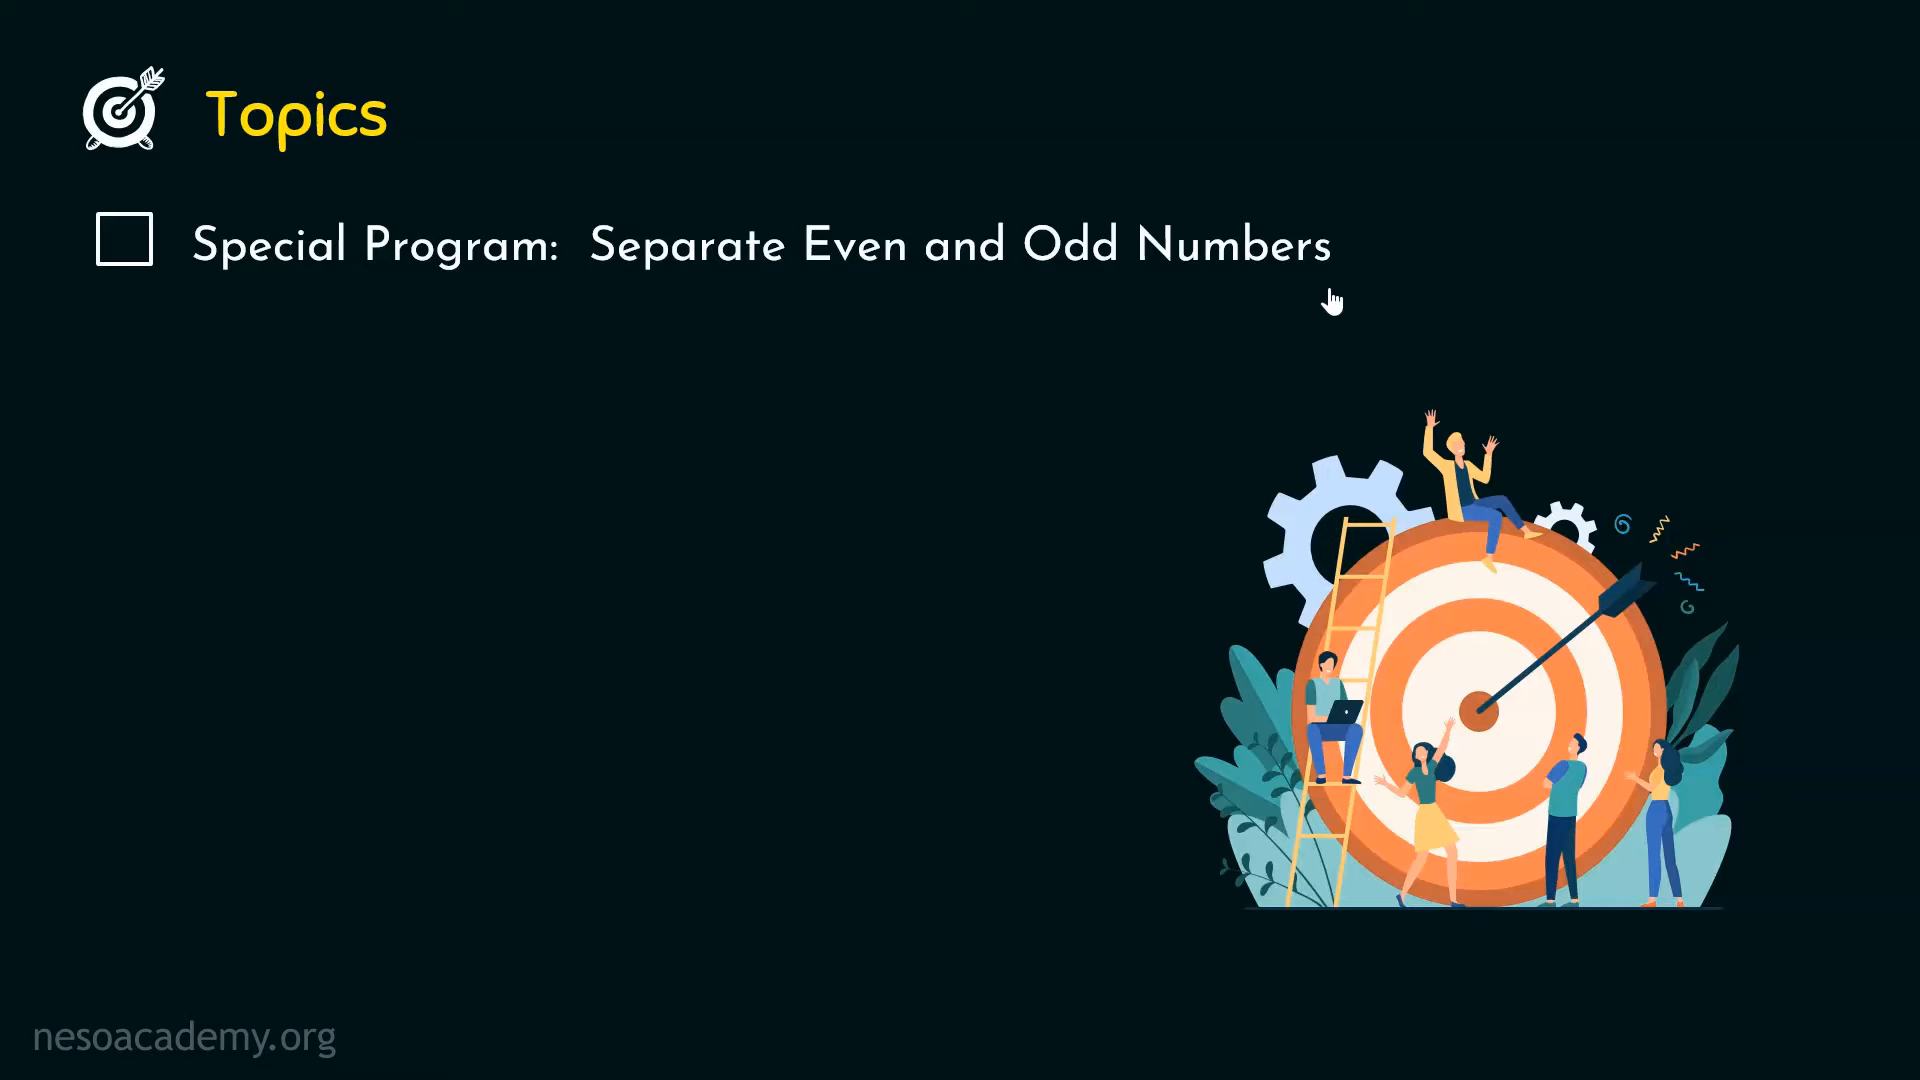 Topics
Special Program: Separate Even and Odd Numbers
nesoacademy.org